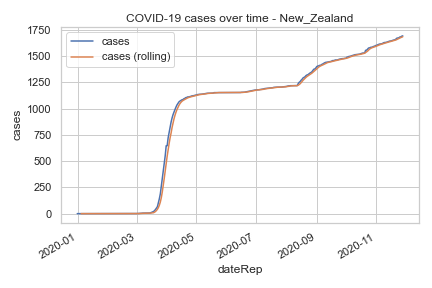 COVID-19 cases over time - New_Zealand
cases
cases (rolling)
1750
1500
1250
1000
750
500
250
0
cases
2020-01
2020-03
2020-05
2020-07
2020-09
2020-11
dateRep